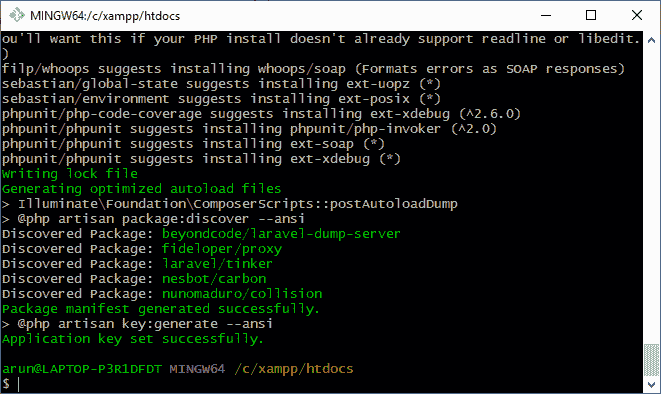 MINGW64:/c/xampp/htdocs
ou'll want this if your PHP install doesn't already support readline or libedit.
)
filp/whoops suggests installing whoops/soap (Formats errors as SOAP responses)
sebastian/global-state suggests installing ext-uopz (*)
sebastian/environment suggests installing ext-posix (*)
phpunit/php-code-coverage suggests installing ext-xdebug (^2.6.0)
phpunit/phpunit suggests installing phpunit/php-invoker (^2.0)
phpunit/phpunit suggests installing ext-soap (*)
phpunit/phpunit suggests installing ext-xdebug (*)
Writing lock file
Generating optimized autoload files
> Illuminate\Foundation\ComposerScripts::postAutoloadDump
> @php artisan package:discover --ansi
Discovered Package: beyondcode/laravel-dump-server
Discovered Package: fideloper/proxy
Discovered Package: laravel/tinker
Discovered Package: nesbot/carbon
Discovered Package: nunomaduro/collision
Package manifest generated successfully.
> @php artisan key:generate --ansi
Application key set successfully.
arun@LAPTOP-P3R1DFDT MINGW64 /c/xampp/htdocs
$